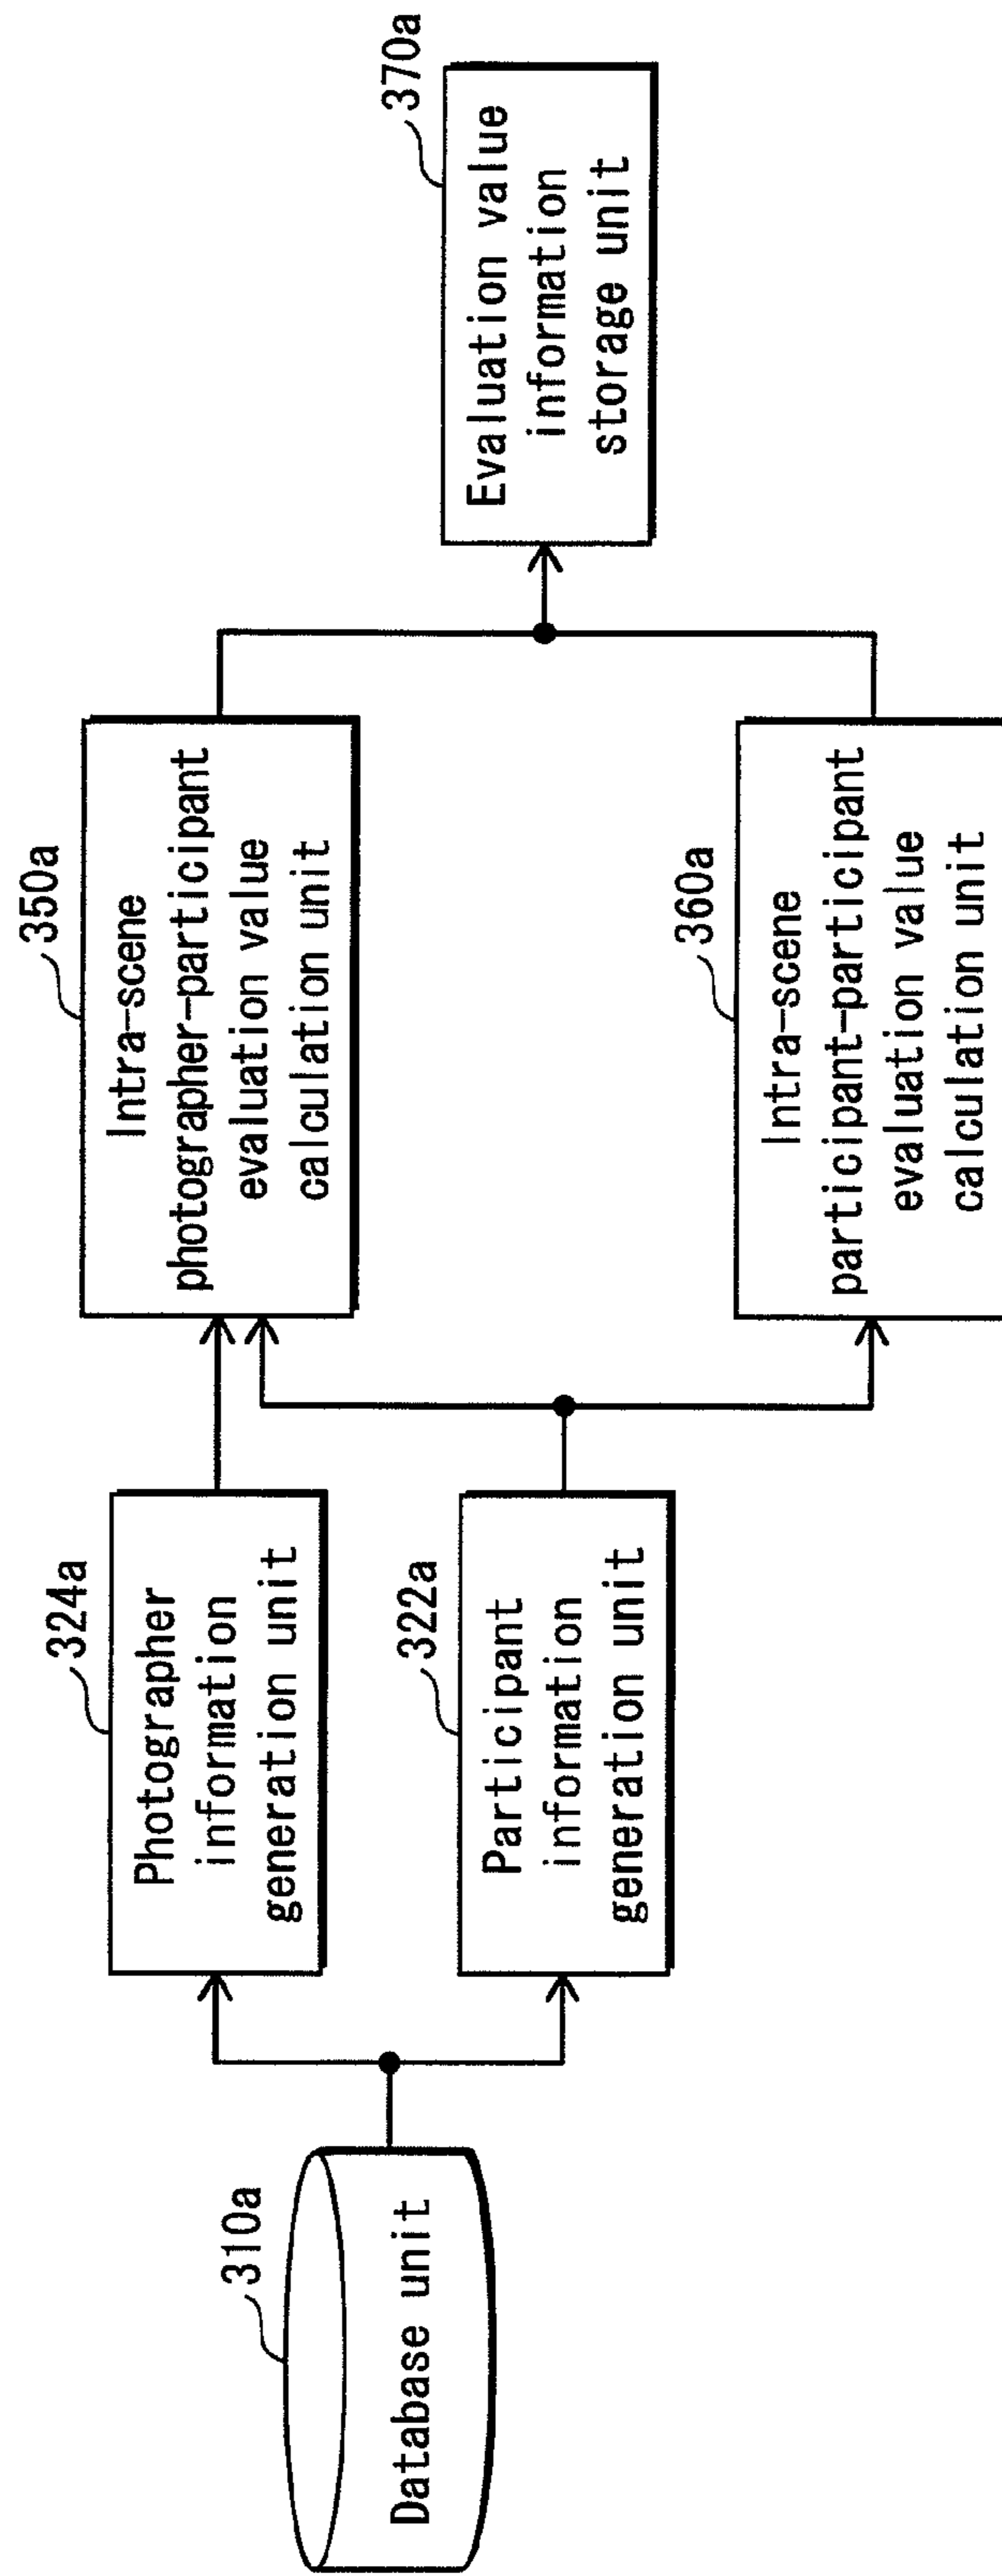 310a
Database unit
324a
Photographer
information
generation unit
322a
Participant
information
generation unit
350a
Intra-scene
photographer-participant
evaluation value
calculation unit
360a
Intra-scene
participant-participant
evaluation value
calculation unit
370a
Evaluation value
information
storage unit